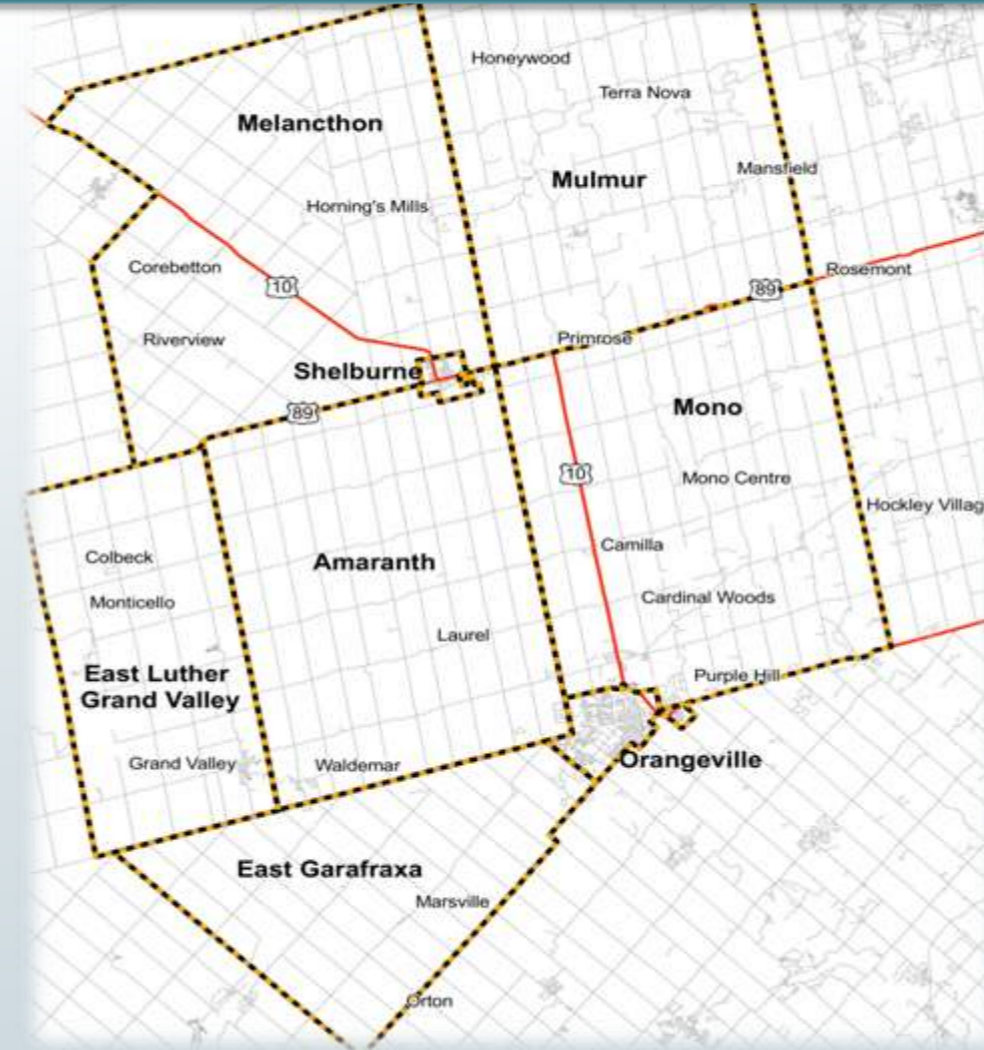 Honeywood
Terra Nova
Melancthon
Mansfield
Mulmur
Horning's Mills
Corebetton
Rosemont
10
89
Riverview
Primrose
Shelburne
89
Mono
10
Mono Centre
Hockley Villag
Camilla
Colbeck
Amaranth
Monticello
Cardinal Woods
Laurel
East Luther
Grand Valley
Purple Hill
Grand Valley
Waldemar
Orangeville
East Garafraxa
Marsville
Orton